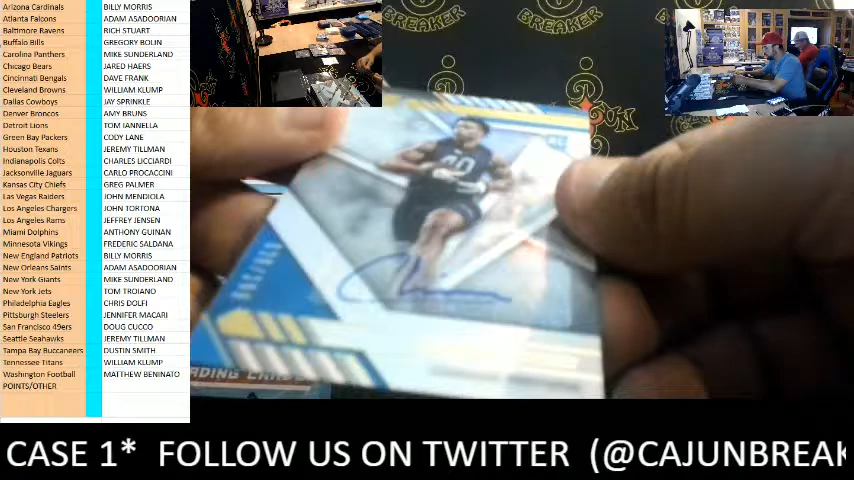 Arizona Cardinals BILLY MORRIS
Atlanta Falcons ADAM ASADOORIAN
Baltimore Ravens RICH STUART
Buffalo Bills GREGORY BOLIN
Carolina Panthers MIKE SUNDERLAND
Chicago Bears JARED HAERS
Cincinnati Bengals DAVE FRANK
Cleveland Browns WILLIAM KLUMP
Dallas Cowboys JAY SPRINKLE
Denver Broncos AMY BRUNS
Detroit Lions TOM IANNELLA
Green Bay Packers CODY LANE
Houston Texans JEREMY TILLMAN
Indianapolis Colts CHARLES LICCIARDI
Jacksonville Jaguars CARLO PROCACCINI
Kansas City Chiefs GREG PALMER
Las Vegas Raiders JOHN MENDIOLA
Los Angeles Chargers JOHN TORTONA
Los Angeles Rams JEFFREY JENSEN
Miami Dolphins ANTHONY GUINAN
Minnesota Vikings FREDERIC SALDANA
New England Patriots BILLY MORRIS
New Orleans Saints ADAM ASADOORIAN
New York Giants MIKE SUNDERLAND
New York Jets TOM TROIANO
Philadelphia Eagles CHRIS DOLFI
Pittsburgh Steelers JENNIFER MACARI
San Francisco 49ers DOUG CUCCO
Seattle Seahawks JEREMY TILLMAN
Tampa Bay Buccaneers DUSTIN SMITH
Tennessee Titans WILLIAM KLUMP
Washington Football MATTHEW BENINATO
POINTS/OTHER
BREAKER
BREAKER
CASE 1* FOLLOW US ON TWITTER (@CAJUNBREAK